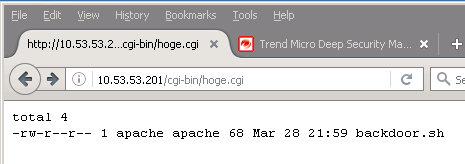 File Edit View History Bookmarks Tools Help
http://10.53.53.2...cgi-bin/hoge.cgi × Trend Micro Deep Security Ma... ×
10.53.53.201/cgi-bin/hoge.cgi Se
total 4
-rw-r--r-- 1 apache apache 68 Mar 28 21:59 backdoor.sh